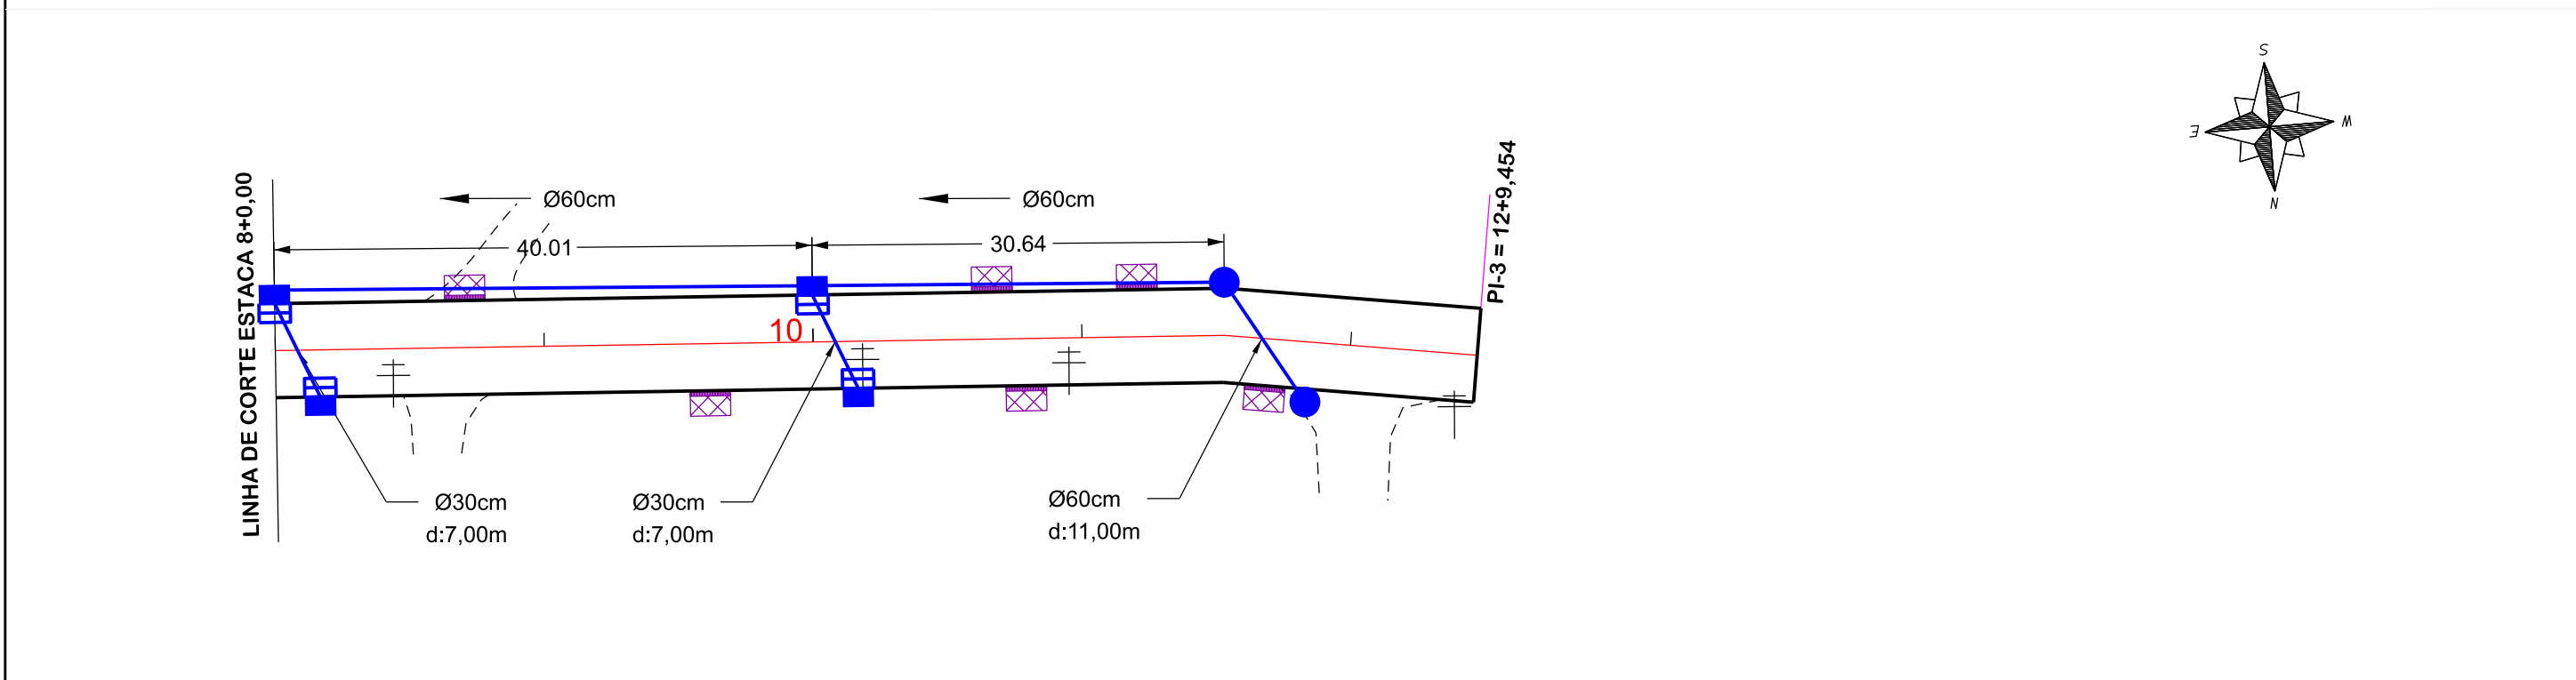 S
E
W
N
LINHA DE CORTE ESTACA 8+0,00
PI-3 = 12+9,454
Ø60cm
Ø60cm
40.01
30.64
10
Ø30cm
d:7,00m
Ø30cm
d:7,00m
Ø60cm
d:11,00m